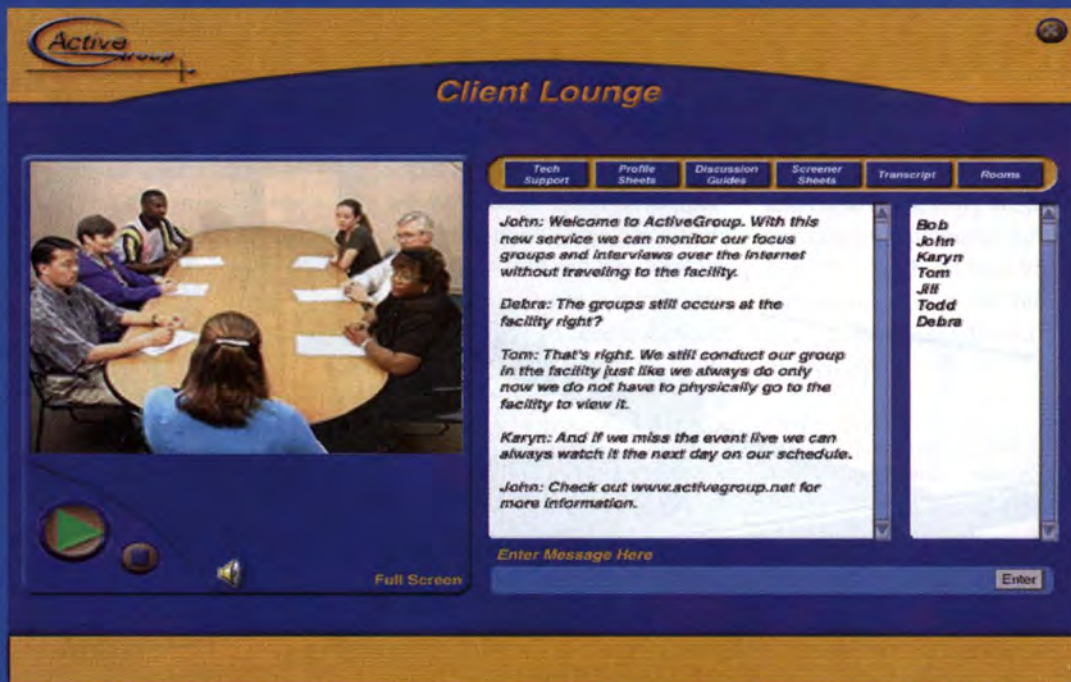 Active
Group
Client Lounge
Tech Support
Profile Sheets
Discussion Guides
Screener Sheets
Transcript
Rooms
John: Welcome to ActiveGroup. With this
new service we can monitor our focus
groups and interviews over the Internet
without traveling to the facility.
Debra: The groups still occurs at the
facility right?
Tom: That's right. We still conduct our group
in the facility just like we always do only
now we do not have to physically go to the
facility to view it.
Karyn: And if we miss the event live we can
always watch it the next day on our schedule.
John: Check out www.activegroup.net for
more information.
Bob
John
Karyn
Tom
Jill
Todd
Debra
Enter Message Here
Full Screen
Enter